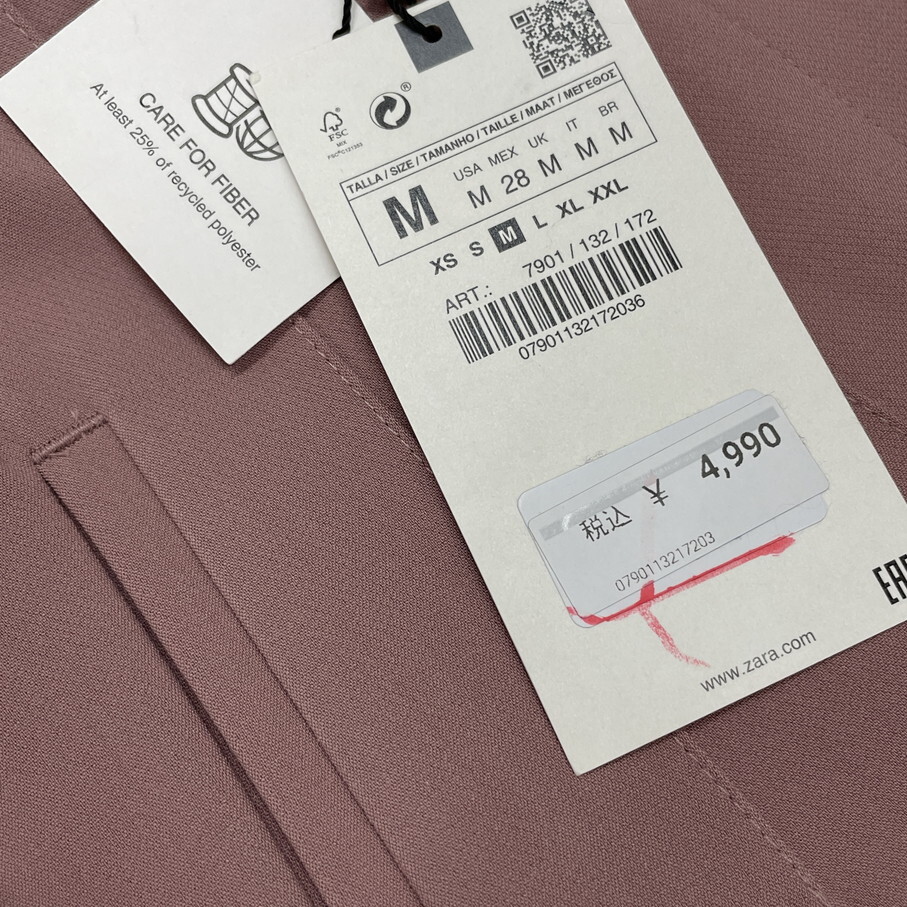 CARE FOR FIBER
At least 25% of recycled polyester
FSC
MIX
FSC® C121353
®
TALLA / SIZE / TAMANHO / TAILLE / MAAT / ΜΕΓΕΘΟΣ
M
USA MEX UK IT BR
M 28 M M M
XS S M L XL XXL
ART.: 7901 / 132 / 172
07901132172036
税込 ¥ 4,990
0790113217203
www.zara.com